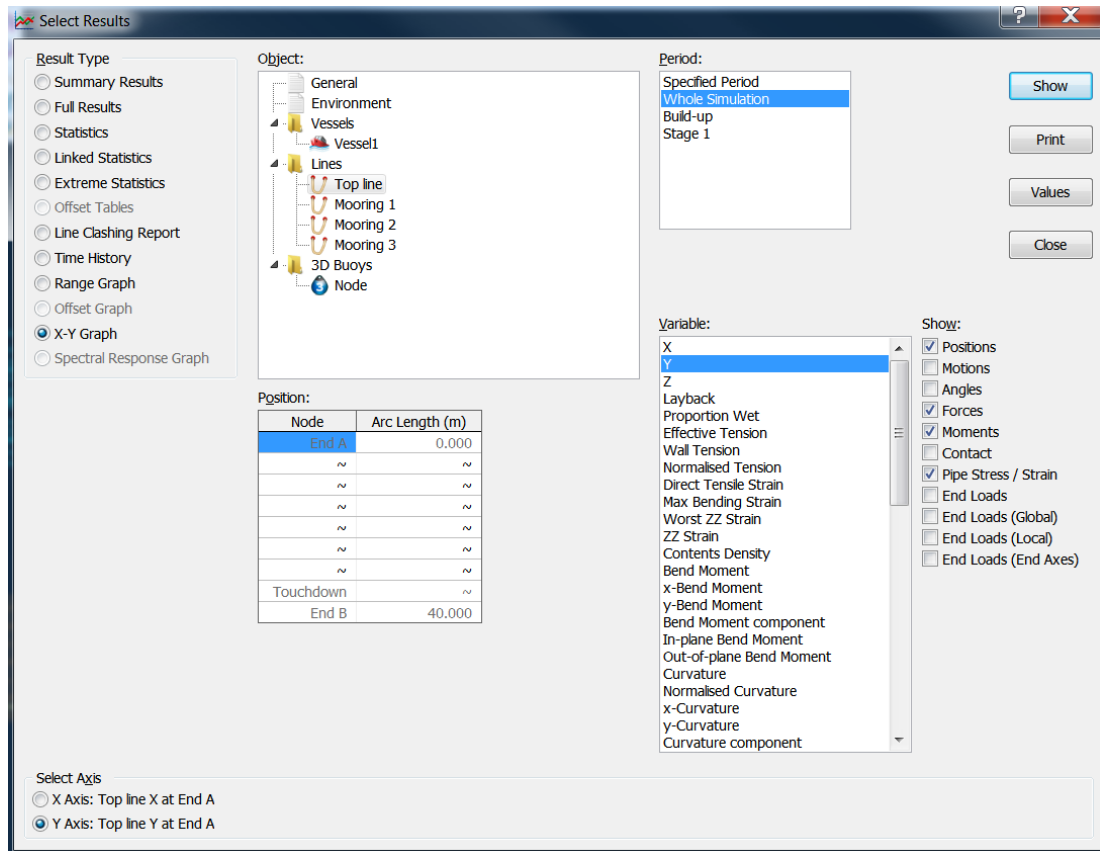 Select Results
Result Type
Summary Results
Full Results
Statistics
Linked Statistics
Extreme Statistics
Offset Tables
Line Clashing Report
Time History
Range Graph
Offset Graph
X-Y Graph
Spectral Response Graph
Object:
General
Environment
Vessels
Vessel1
Lines
Top line
Mooring 1
Mooring 2
Mooring 3
3D Buoys
3 Node
Position:
Node Arc Length (m)
End A 0.000
~ ~
~ ~
~ ~
~ ~
~ ~
~ ~
Touchdown ~
End B 40.000
Period:
Specified Period
Whole Simulation
Build-up
Stage 1
Variable:
X
Y
Z
Layback
Proportion Wet
Effective Tension
Wall Tension
Normalised Tension
Direct Tensile Strain
Max Bending Strain
Worst ZZ Strain
ZZ Strain
Contents Density
Bend Moment
x-Bend Moment
y-Bend Moment
Bend Moment component
In-plane Bend Moment
Out-of-plane Bend Moment
Curvature
Normalised Curvature
x-Curvature
y-Curvature
Curvature component
? X
Show
Print
Values
Close
Show:
Positions
Motions
Angles
Forces
Moments
Contact
Pipe Stress / Strain
End Loads
End Loads (Global)
End Loads (Local)
End Loads (End Axes)
Select Axis
X Axis: Top line X at End A
Y Axis: Top line Y at End A